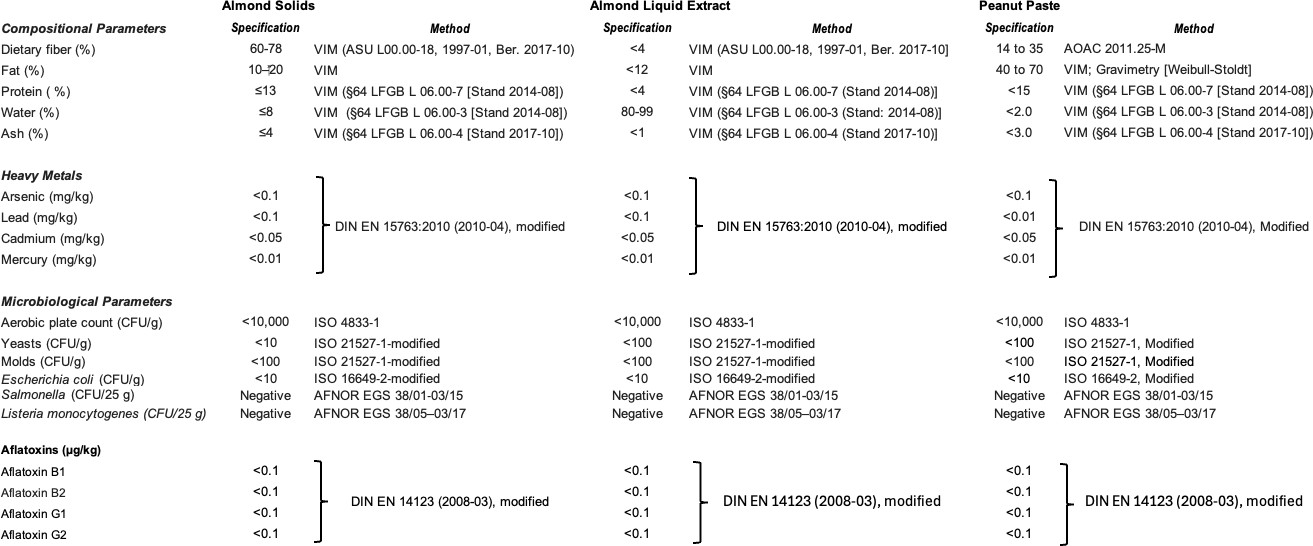 Almond Solids Almond Liquid Extract Peanut Paste
Compositional Parameters Specification Method Specification Method Specification Method
Dietary fiber (%) 60-78 VIM (ASU L00.00-18, 1997-01, Ber. 2017-10) <4 VIM (ASU L00.00-18, 1997-01, Ber. 2017-10] 14 to 35 AOAC 2011.25-M
Fat (%) 10–20 VIM <12 VIM 40 to 70 VIM; Gravimetry [Weibull-Stoldt]
Protein ( %) ≤13 VIM (§64 LFGB L 06.00-7 [Stand 2014-08]) <4 VIM (§64 LFGB L 06.00-7 (Stand 2014-08)] <15 VIM (§64 LFGB L 06.00-7 [Stand 2014-08])
Water (%) ≤8 VIM (§64 LFGB L 06.00-3 [Stand 2014-08]) 80-99 VIM (§64 LFGB L 06.00-3 (Stand: 2014-08)] <2.0 VIM (§64 LFGB L 06.00-3 [Stand 2014-08])
Ash (%) ≤4 VIM (§64 LFGB L 06.00-4 [Stand 2017-10]) <1 VIM (§64 LFGB L 06.00-4 (Stand 2017-10)] <3.0 VIM (§64 LFGB L 06.00-4 [Stand 2017-10])
Heavy Metals
Arsenic (mg/kg) <0.1 <0.1 <0.1
Lead (mg/kg) <0.1 <0.1 <0.01
DIN EN 15763:2010 (2010-04), modified DIN EN 15763:2010 (2010-04), modified DIN EN 15763:2010 (2010-04), Modified
Cadmium (mg/kg) <0.05 <0.05 <0.05
Mercury (mg/kg) <0.01 <0.01 <0.01
Microbiological Parameters
Aerobic plate count (CFU/g) <10,000 ISO 4833-1 <10,000 ISO 4833-1 <10,000 ISO 4833-1
Yeasts (CFU/g) <10 ISO 21527-1-modified <100 ISO 21527-1-modified <100 ISO 21527-1, Modified
Molds (CFU/g) <100 ISO 21527-1-modified <100 ISO 21527-1-modified <100 ISO 21527-1, Modified
Escherichia coli (CFU/g) <10 ISO 16649-2-modified <10 ISO 16649-2-modified <10 ISO 16649-2, Modified
Salmonella (CFU/25 g) Negative AFNOR EGS 38/01-03/15 Negative AFNOR EGS 38/01-03/15 Negative AFNOR EGS 38/01-03/15
Listeria monocytogenes (CFU/25 g) Negative AFNOR EGS 38/05–03/17 Negative AFNOR EGS 38/05–03/17 Negative AFNOR EGS 38/05–03/17
Aflatoxins (µg/kg)
Aflatoxin B1 <0.1 <0.1 <0.1
Aflatoxin B2 <0.1 <0.1 <0.1
DIN EN 14123 (2008-03), modified DIN EN 14123 (2008-03), modified DIN EN 14123 (2008-03), modified
Aflatoxin G1 <0.1 <0.1 <0.1
Aflatoxin G2 <0.1 <0.1 <0.1